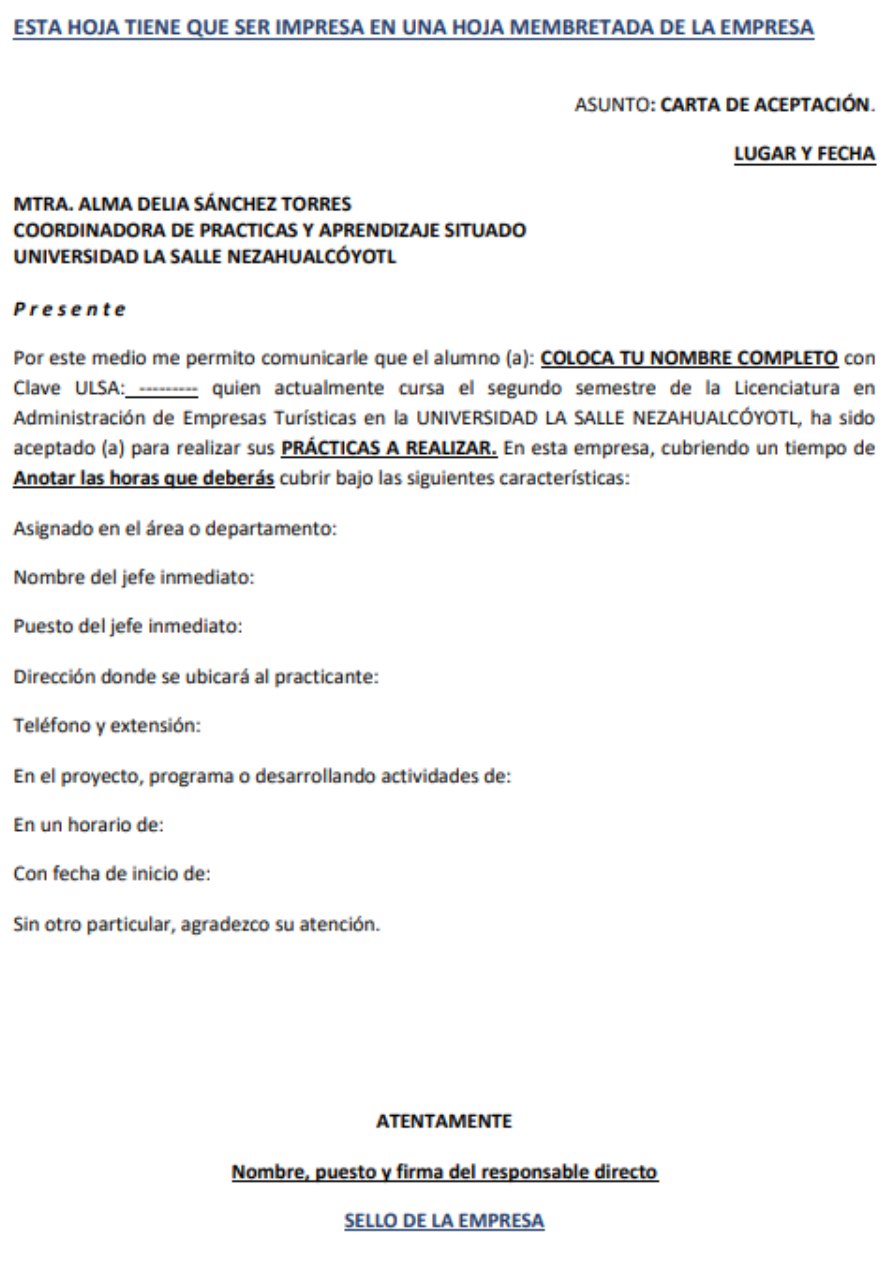 ESTA HOJA TIENE QUE SER IMPRESA EN UNA HOJA MEMBRETADA DE LA EMPRESA
ASUNTO: CARTA DE ACEPTACIÓN.
LUGAR Y FECHA
MTRA. ALMA DELIA SÁNCHEZ TORRES
COORDINADORA DE PRACTICAS Y APRENDIZAJE SITUADO
UNIVERSIDAD LA SALLE NEZAHUALCÓYOTL
Presente
Por este medio me permito comunicarle que el alumno (a): COLOCA TU NOMBRE COMPLETO con
Clave ULSA: --------- quien actualmente cursa el segundo semestre de la Licenciatura en
Administración de Empresas Turísticas en la UNIVERSIDAD LA SALLE NEZAHUALCÓYOTL, ha sido
aceptado (a) para realizar sus PRÁCTICAS A REALIZAR. En esta empresa, cubriendo un tiempo de
Anotar las horas que deberás cubrir bajo las siguientes características:
Asignado en el área o departamento:
Nombre del jefe inmediato:
Puesto del jefe inmediato:
Dirección donde se ubicará al practicante:
Teléfono y extensión:
En el proyecto, programa o desarrollando actividades de:
En un horario de:
Con fecha de inicio de:
Sin otro particular, agradezco su atención.
ATENTAMENTE
Nombre, puesto y firma del responsable directo
SELLO DE LA EMPRESA